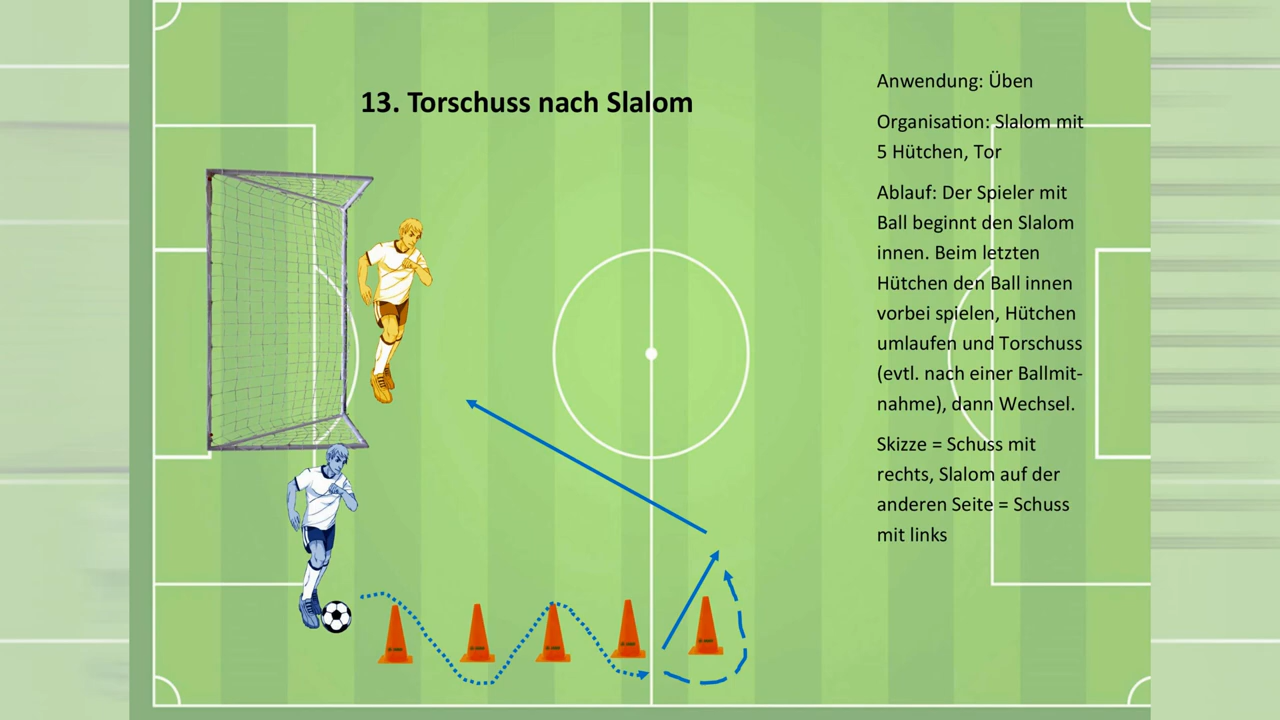 13. Torschuss nach Slalom
Anwendung: Üben
Organisation: Slalom mit
5 Hütchen, Tor
Ablauf: Der Spieler mit
Ball beginnt den Slalom
innen. Beim letzten
Hütchen den Ball innen
vorbei spielen, Hütchen
umlaufen und Torschuss
(evtl. nach einer Ballmit-
nahme), dann Wechsel.
Skizze = Schuss mit
rechts, Slalom auf der
anderen Seite = Schuss
mit links